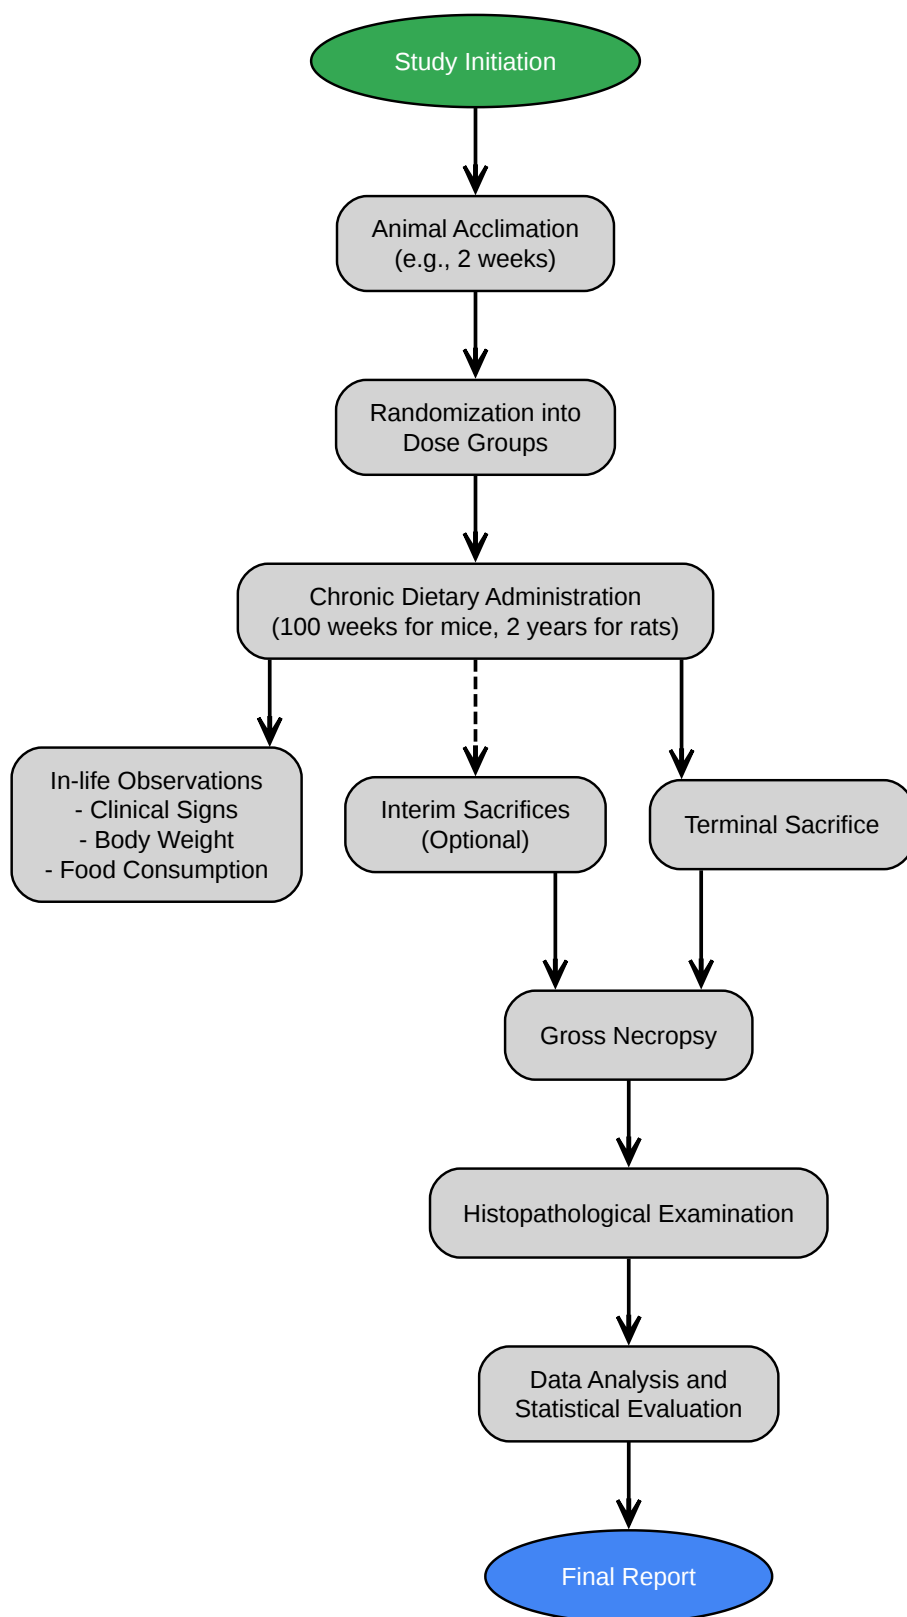 Study Initiation
Animal Acclimation
(e.g., 2 weeks)
Randomization into
Dose Groups
Chronic Dietary Administration
(100 weeks for mice, 2 years for rats)
In-life Observations
- Clinical Signs
- Body Weight
- Food Consumption
Interim Sacrifices
(Optional)
Terminal Sacrifice
Gross Necropsy
Histopathological Examination
Data Analysis and
Statistical Evaluation
Final Report